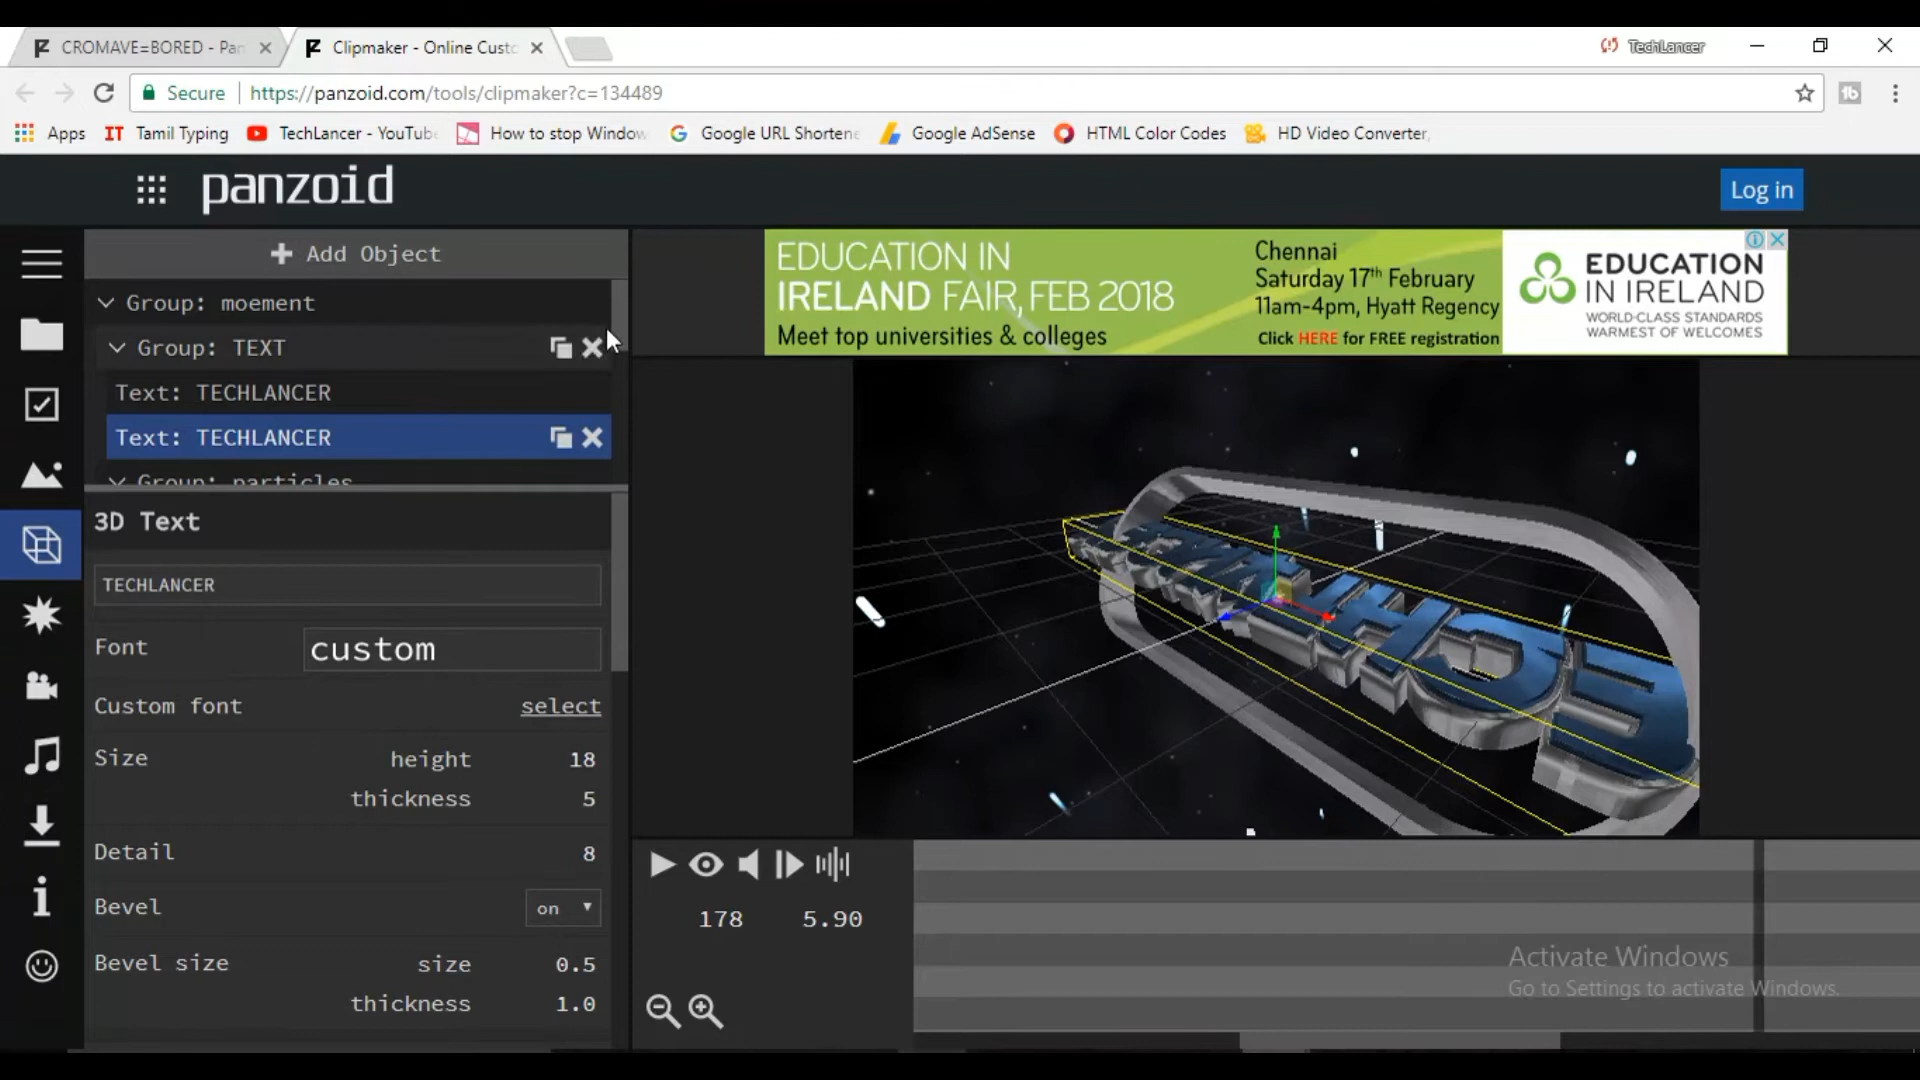 CROMAVE=BORED - Pan
Clipmaker - Online Custo
TechLancer
Secure
https://panzoid.com/tools/clipmaker?c=134489
Apps
IT Tamil Typing
TechLancer - YouTub
How to stop Window
Google URL Shortene
Google AdSense
HTML Color Codes
HD Video Converter,
panzoid
Log in
Add Object
Group: moement
Group: TEXT
Text: TECHLANCER
Text: TECHLANCER
Group: particles
3D Text
TECHLANCER
Font custom
Custom font select
Size height 18
thickness 5
Detail 8
Bevel on
Bevel size size 0.5
thickness 1.0
EDUCATION IN
IRELAND FAIR, FEB 2018
Meet top universities & colleges
Chennai
Saturday 17th February
11am-4pm, Hyatt Regency
Click HERE for FREE registration
EDUCATION
IN IRELAND
WORLD-CLASS STANDARDS
WARMEST OF WELCOMES
178 5.90
Activate Windows
Go to Settings to activate Windows.